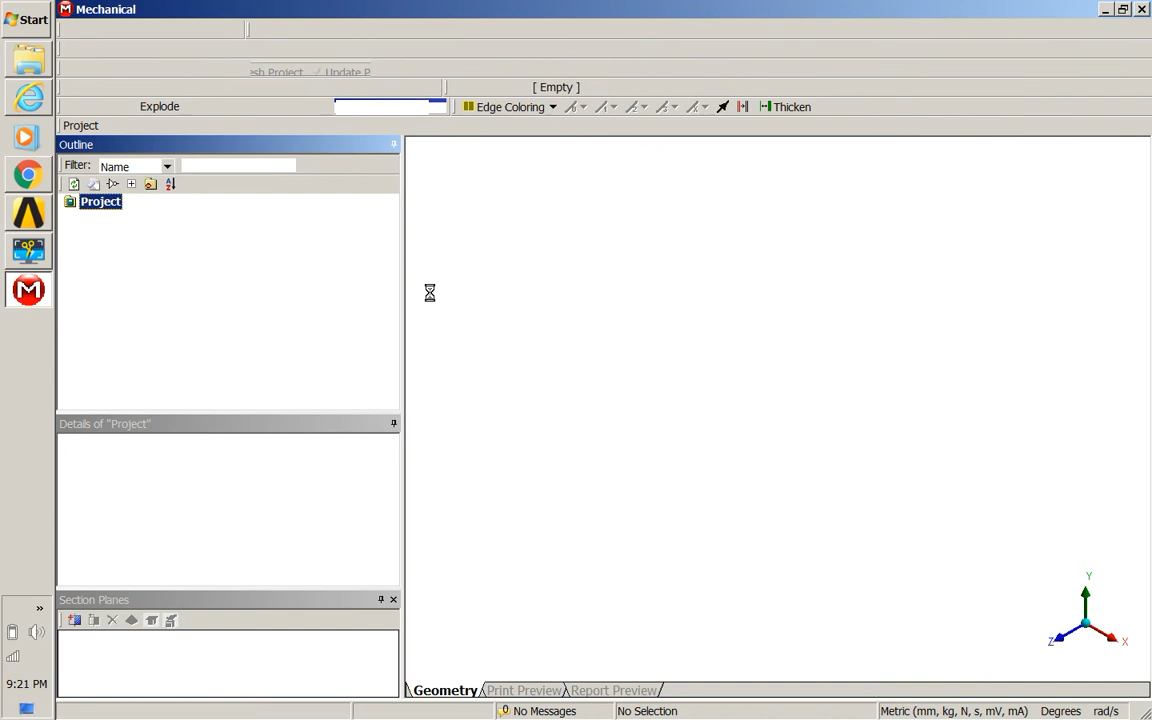 Start
Mechanical
sh Project Update P
[ Empty ]
Explode
Edge Coloring
Thicken
Project
Outline
Filter: Name
Project
Details of "Project"
Section Planes
Y
Z
X
9:21 PM
Geometry Print Preview Report Preview
No Messages
No Selection
Metric (mm, kg, N, s, mV, mA) Degrees rad/s